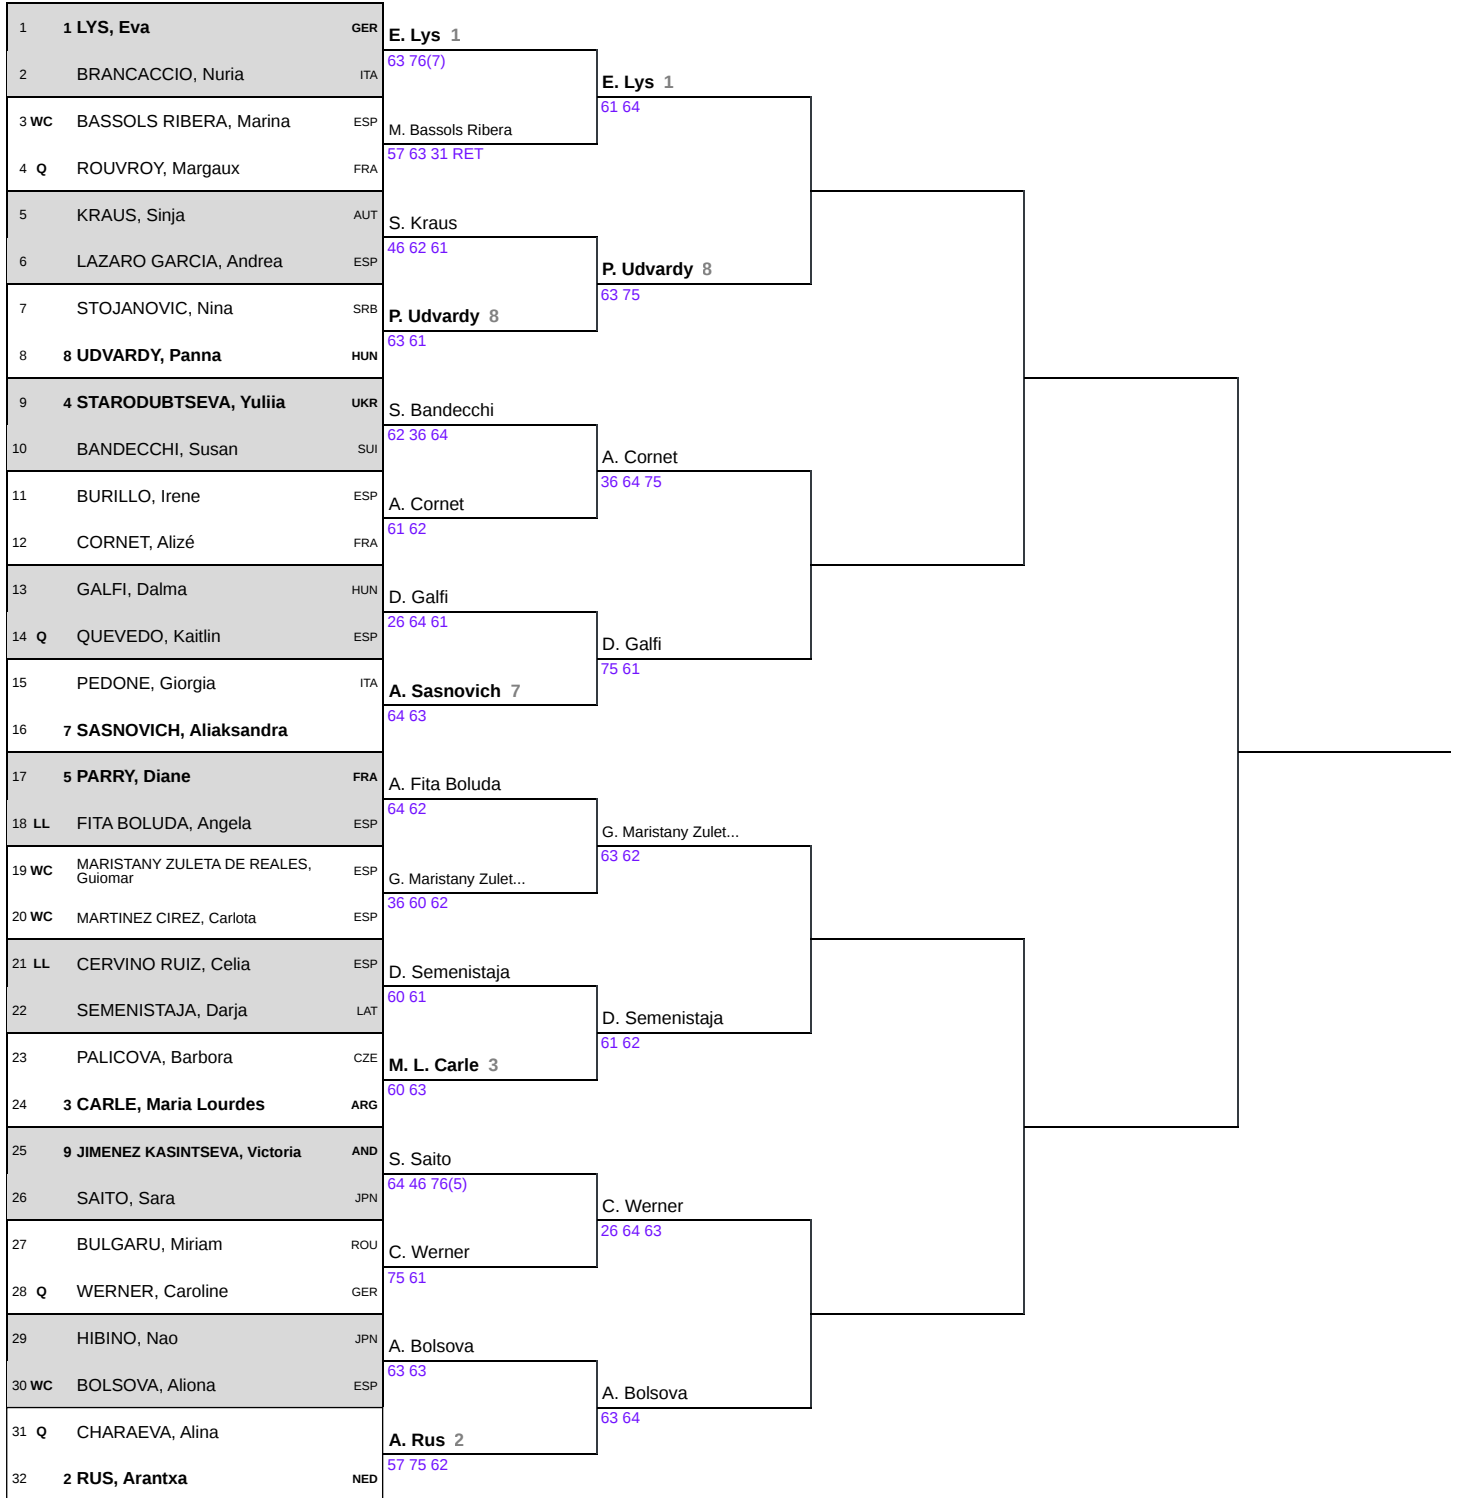 1 1 LYS, Eva GER
2 BRANCACCIO, Nuria ITA
3 WC BASSOLS RIBERA, Marina ESP
4 Q ROUVROY, Margaux FRA
5 KRAUS, Sinja AUT
6 LAZARO GARCIA, Andrea ESP
7 STOJANOVIC, Nina SRB
8 8 UDVARDY, Panna HUN
9 4 STARODUBTSEVA, Yuliia UKR
10 BANDECCHI, Susan SUI
11 BURILLO, Irene ESP
12 CORNET, Alizé FRA
13 GALFI, Dalma HUN
14 Q QUEVEDO, Kaitlin ESP
15 PEDONE, Giorgia ITA
16 7 SASNOVICH, Aliaksandra
17 5 PARRY, Diane FRA
18 LL FITA BOLUDA, Angela ESP
19 WC MARISTANY ZULETA DE REALES,
Guiomar ESP
20 WC MARTINEZ CIREZ, Carlota ESP
21 LL CERVINO RUIZ, Celia ESP
22 SEMENISTAJA, Darja LAT
23 PALICOVA, Barbora CZE
24 3 CARLE, Maria Lourdes ARG
25 9 JIMENEZ KASINTSEVA, Victoria AND
26 SAITO, Sara JPN
27 BULGARU, Miriam ROU
28 Q WERNER, Caroline GER
29 HIBINO, Nao JPN
30 WC BOLSOVA, Aliona ESP
31 Q CHARAEVA, Alina
32 2 RUS, Arantxa NED
E. Lys 1
63 76(7)
M. Bassols Ribera
57 63 31 RET
S. Kraus
46 62 61
P. Udvardy 8
63 61
S. Bandecchi
62 36 64
A. Cornet
61 62
D. Galfi
26 64 61
A. Sasnovich 7
64 63
A. Fita Boluda
64 62
G. Maristany Zulet...
36 60 62
D. Semenistaja
60 61
M. L. Carle 3
60 63
S. Saito
64 46 76(5)
C. Werner
75 61
A. Bolsova
63 63
A. Rus 2
57 75 62
E. Lys 1
61 64
P. Udvardy 8
63 75
A. Cornet
36 64 75
D. Galfi
75 61
G. Maristany Zulet...
63 62
D. Semenistaja
61 62
C. Werner
26 64 63
A. Bolsova
63 64